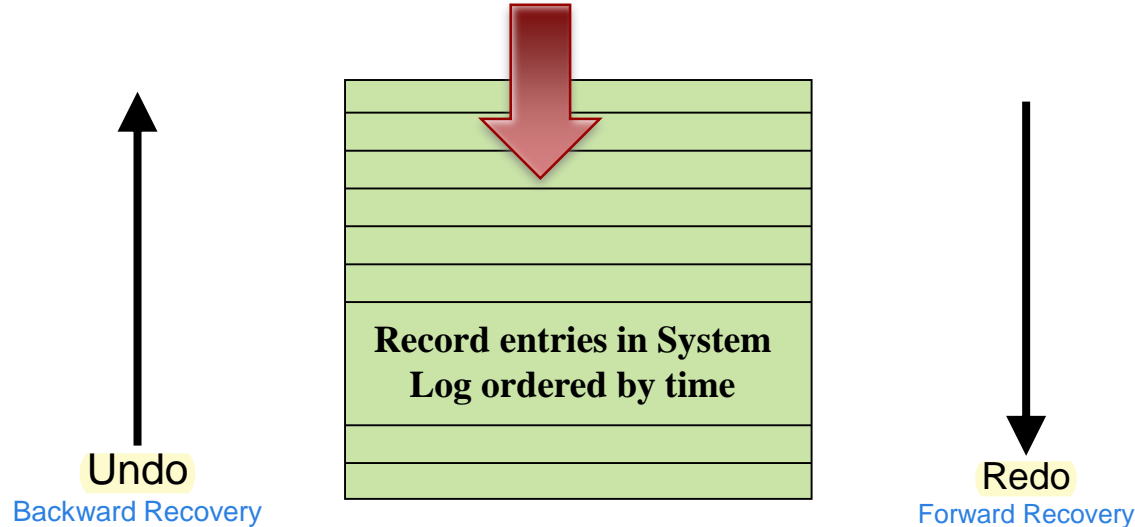 Record entries in System
Log ordered by time
Undo
Backward Recovery
Redo
Forward Recovery